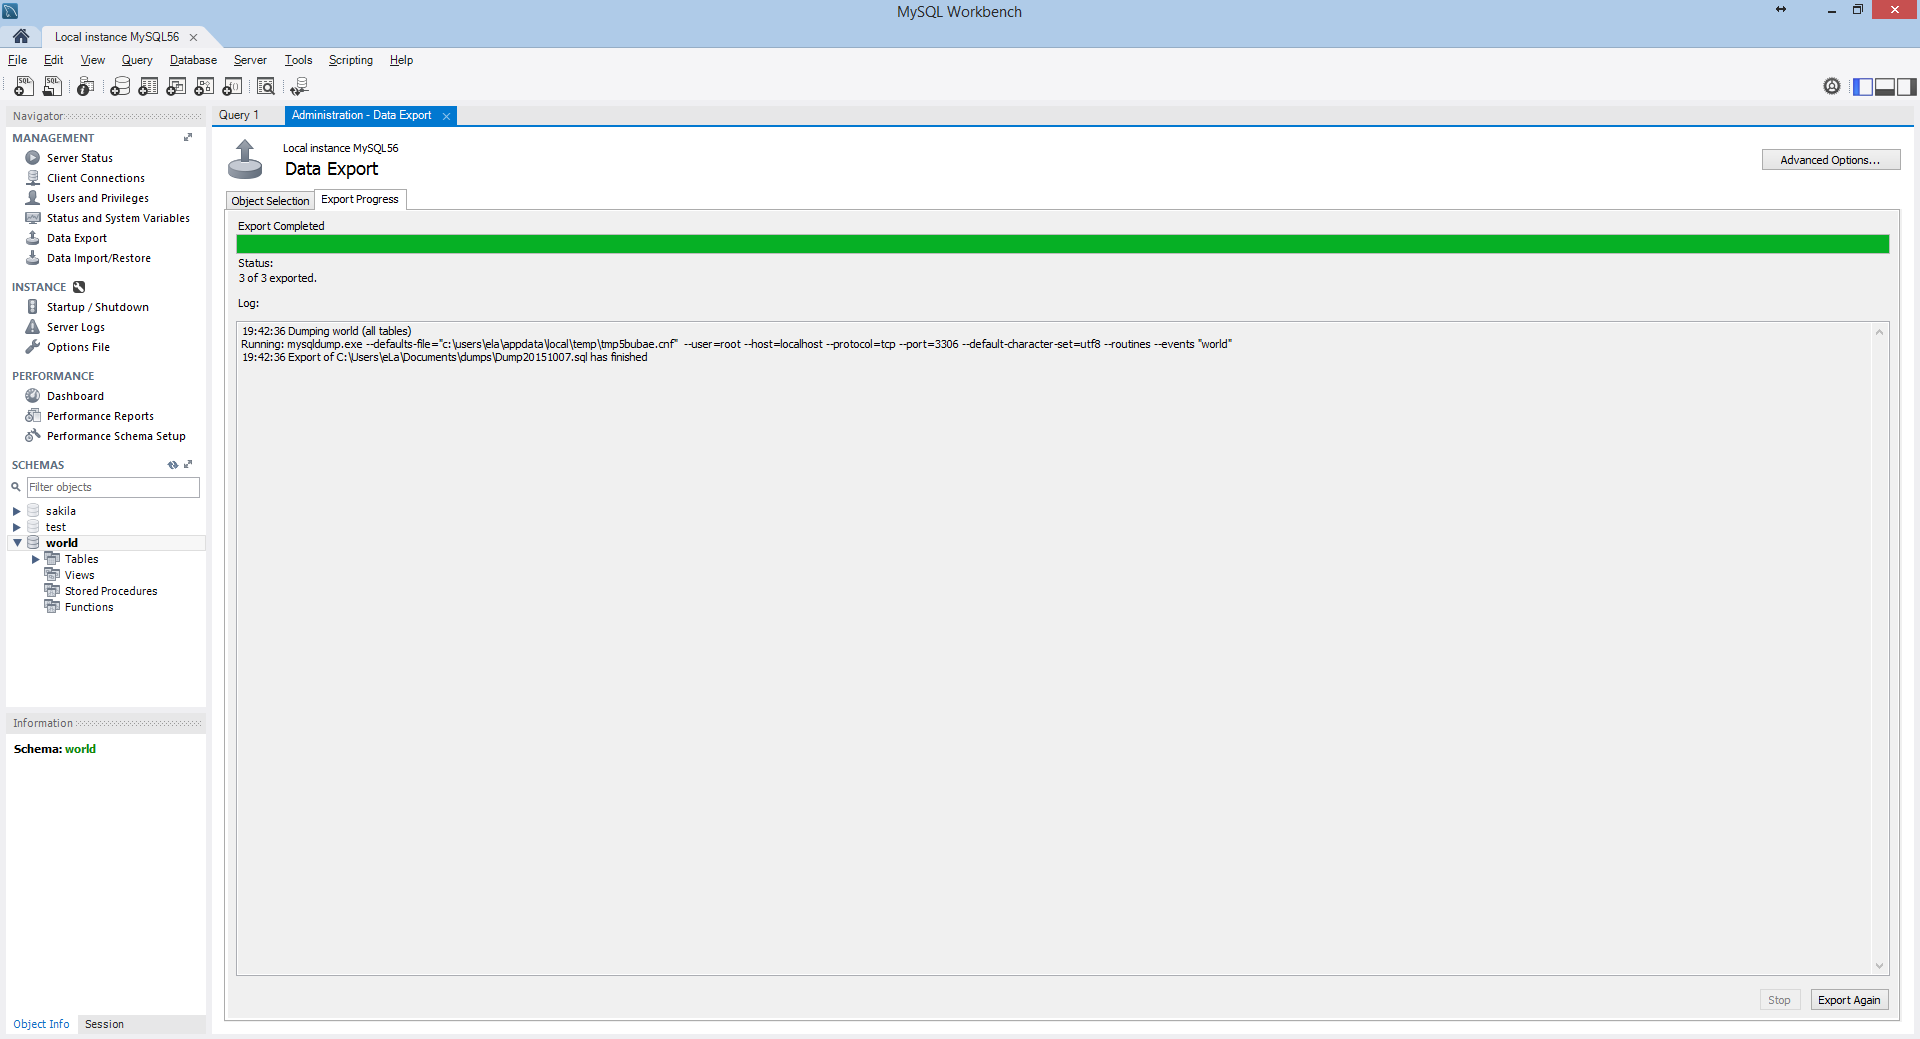 MySQL Workbench
Local instance MySQL56
File Edit View Query Database Server Tools Scripting Help
Navigator
MANAGEMENT
Server Status
Client Connections
Users and Privileges
Status and System Variables
Data Export
Data Import/Restore
INSTANCE
Startup / Shutdown
Server Logs
Options File
PERFORMANCE
Dashboard
Performance Reports
Performance Schema Setup
SCHEMAS
Filter objects
sakila
test
world
Tables
Views
Stored Procedures
Functions
Information
Schema: world
Object Info Session
Query 1 Administration - Data Export
Local instance MySQL56
Data Export
Advanced Options...
Object Selection Export Progress
Export Completed
Status:
3 of 3 exported.
Log:
19:42:36 Dumping world (all tables)
Running: mysqldump.exe --defaults-file="c:\users\ela\appdata\local\temp\tmp5bubae.cnf"  --user=root --host=localhost --protocol=tcp --port=3306 --default-character-set=utf8 --routines --events "world"
19:42:36 Export of C:\Users\eLa\Documents\dumps\Dump20151007.sql has finished
Stop Export Again